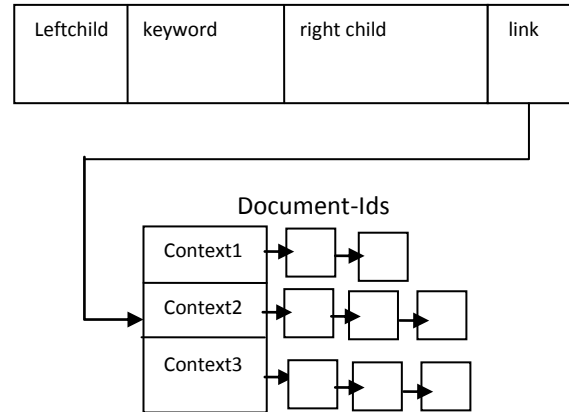 Leftchild keyword right child link
Document-Ids
Context1
Context2
Context3